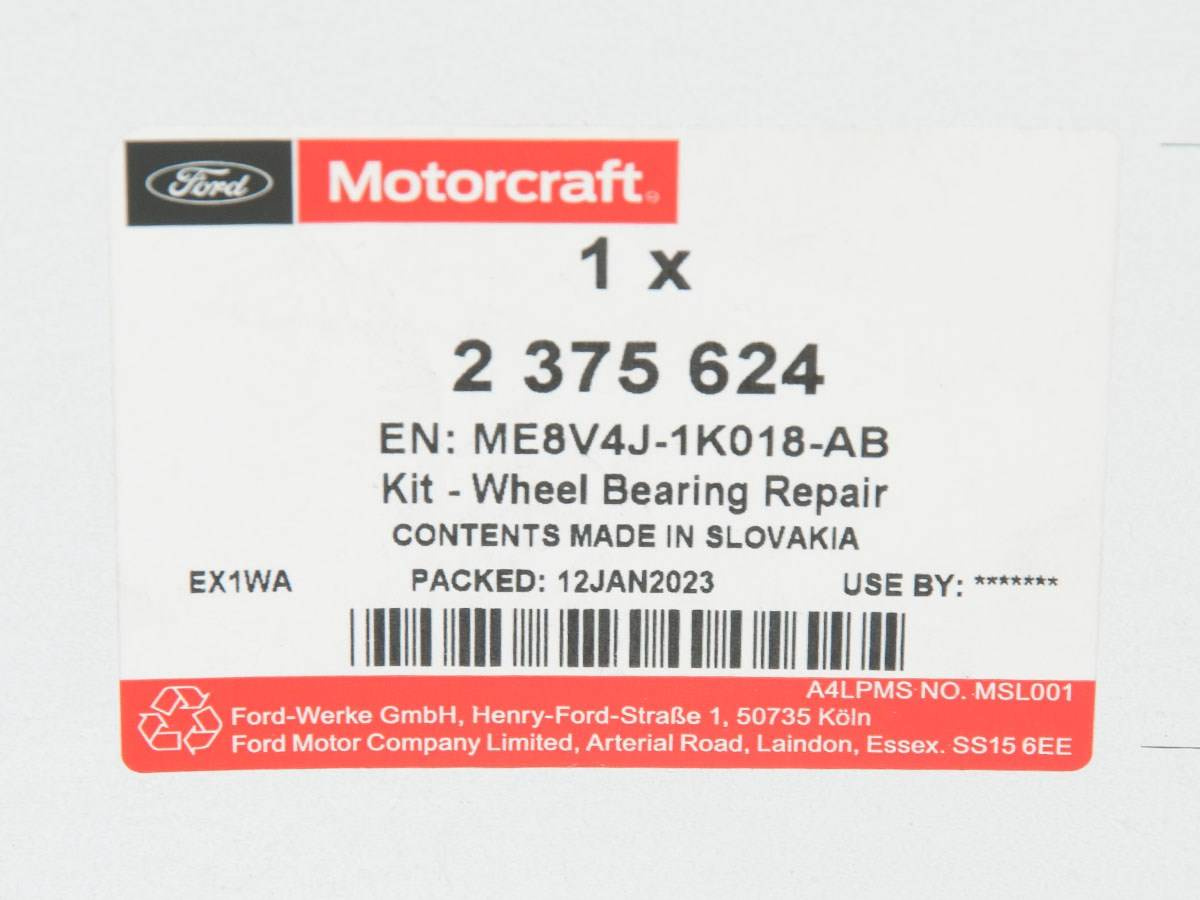 Ford Motorcraft®
1 x
2 375 624
EN: ME8V4J-1K018-AB
Kit - Wheel Bearing Repair
CONTENTS MADE IN SLOVAKIA
EX1WA PACKED: 12JAN2023 USE BY: *******
A4LPMS NO. MSL001
Ford-Werke GmbH, Henry-Ford-Straße 1, 50735 Köln
Ford Motor Company Limited, Arterial Road, Laindon, Essex. SS15 6EE